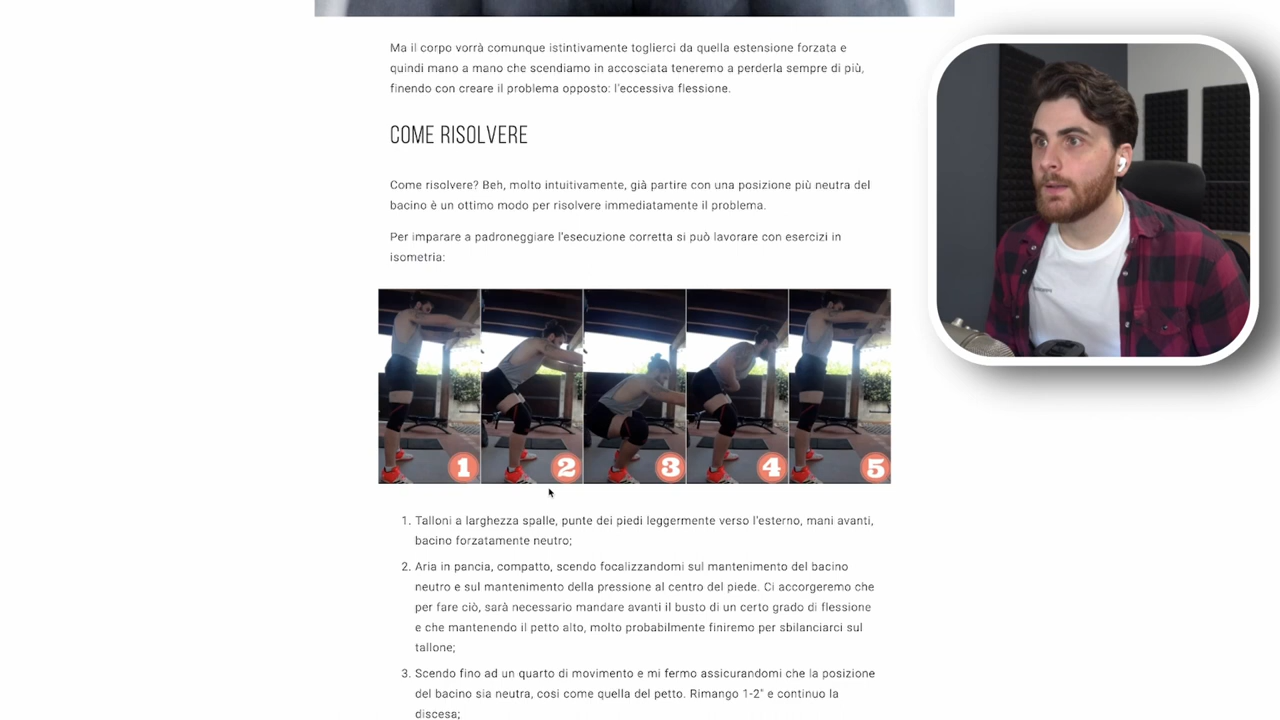 Ma il corpo vorrà comunque istintivamente toglierci da quella estensione forzata e
quindi mano a mano che scendiamo in accosciata teneremo a perderla sempre di più,
finendo con creare il problema opposto: l'eccessiva flessione.
COME RISOLVERE
Come risolvere? Beh, molto intuitivamente, già partire con una posizione più neutra del
bacino è un ottimo modo per risolvere immediatamente il problema.
Per imparare a padroneggiare l'esecuzione corretta si può lavorare con esercizi in
isometria:
1 2 3 4 5
1. Talloni a larghezza spalle, punte dei piedi leggermente verso l'esterno, mani avanti,
bacino forzatamente neutro;
2. Aria in pancia, compatto, scendo focalizzandomi sul mantenimento del bacino
neutro e sul mantenimento della pressione al centro del piede. Ci accorgeremo che
per fare ciò, sarà necessario mandare avanti il busto di un certo grado di flessione
e che mantenendo il petto alto, molto probabilmente finiremo per sbilanciarci sul
tallone;
3. Scendo fino ad un quarto di movimento e mi fermo assicurandomi che la posizione
del bacino sia neutra, cosi come quella del petto. Rimango 1-2" e continuo la
discesa;